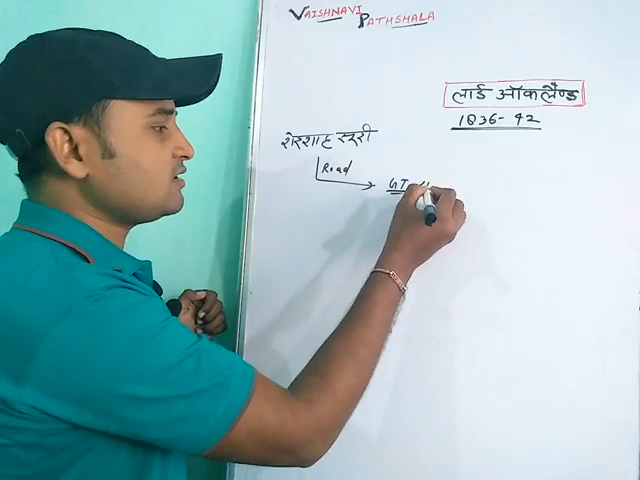 VAISHNAVI PATHSHALA
लार्ड ऑकलैण्ड
1836-42
शेरशाह सूरी
Road
GT